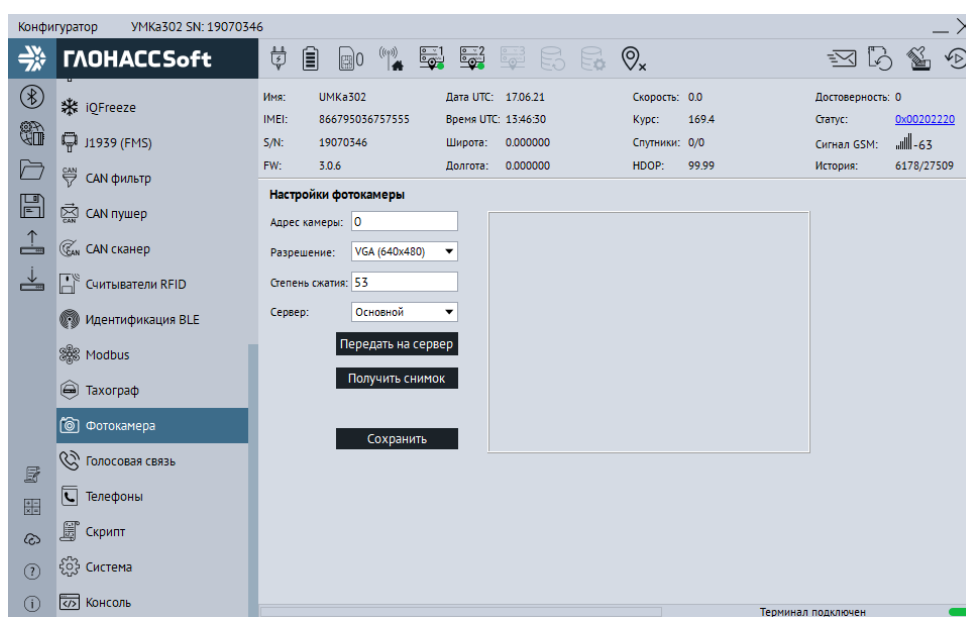 Конфигуратор УМКа302 SN: 19070346
ГЛОНАССSoft
0
1
2
iQFreeze
J1939 (FMS)
CAN фильтр
CAN пушер
CAN сканер
Считыватели RFID
Идентификация BLE
Modbus
Тахограф
Фотокамера
Голосовая связь
Телефоны
Скрипт
Система
Консоль
Имя: UMKa302 Дата UTC: 17.06.21 Скорость: 0.0 Достоверность: 0
IMEI: 866795036757555 Время UTC: 13:46:30 Курс: 169.4 Статус: 0x00202220
S/N: 19070346 Широта: 0.000000 Спутники: 0/0 Сигнал GSM: -63
FW: 3.0.6 Долгота: 0.000000 HDOP: 99.99 История: 6178/27509
Настройки фотокамеры
Адрес камеры: 0
Разрешение: VGA (640x480)
Степень сжатия: 53
Сервер: Основной
Передать на сервер
Получить снимок
Сохранить
Терминал подключен